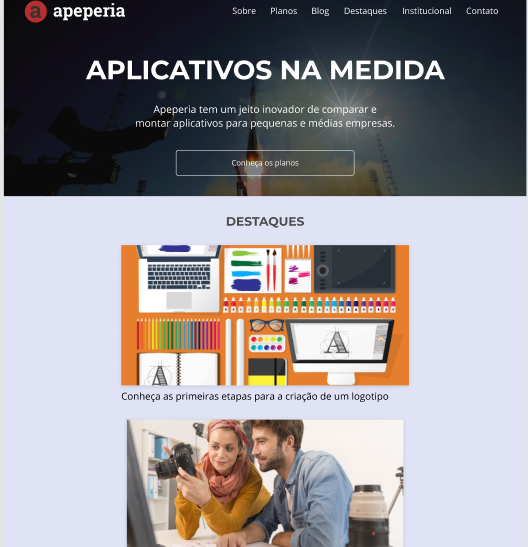 a apeperia
Sobre Planos Blog Destaques Institucional Contato
APLICATIVOS NA MEDIDA
Apeperia tem um jeito inovador de comparar e
montar aplicativos para pequenas e médias empresas.
Conheça os planos
DESTAQUES
A
A
Conheça as primeiras etapas para a criação de um logotipo